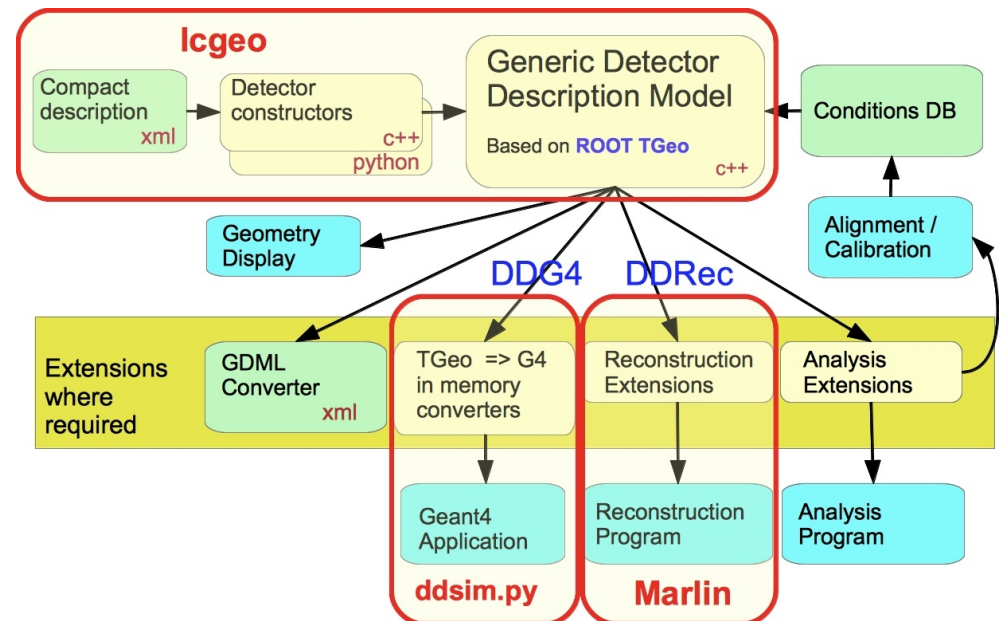 lcgeo
Compact
description
xml
Detector
constructors
c++
python
Generic Detector
Description Model
Based on ROOT TGeo
c++
Conditions DB
Geometry
Display
DDG4
DDRec
Alignment /
Calibration
Extensions
where
required
GDML
Converter
xml
TGeo => G4
in memory
converters
Reconstruction
Extensions
Analysis
Extensions
Geant4
Application
Reconstruction
Program
Analysis
Program
ddsim.py
Marlin